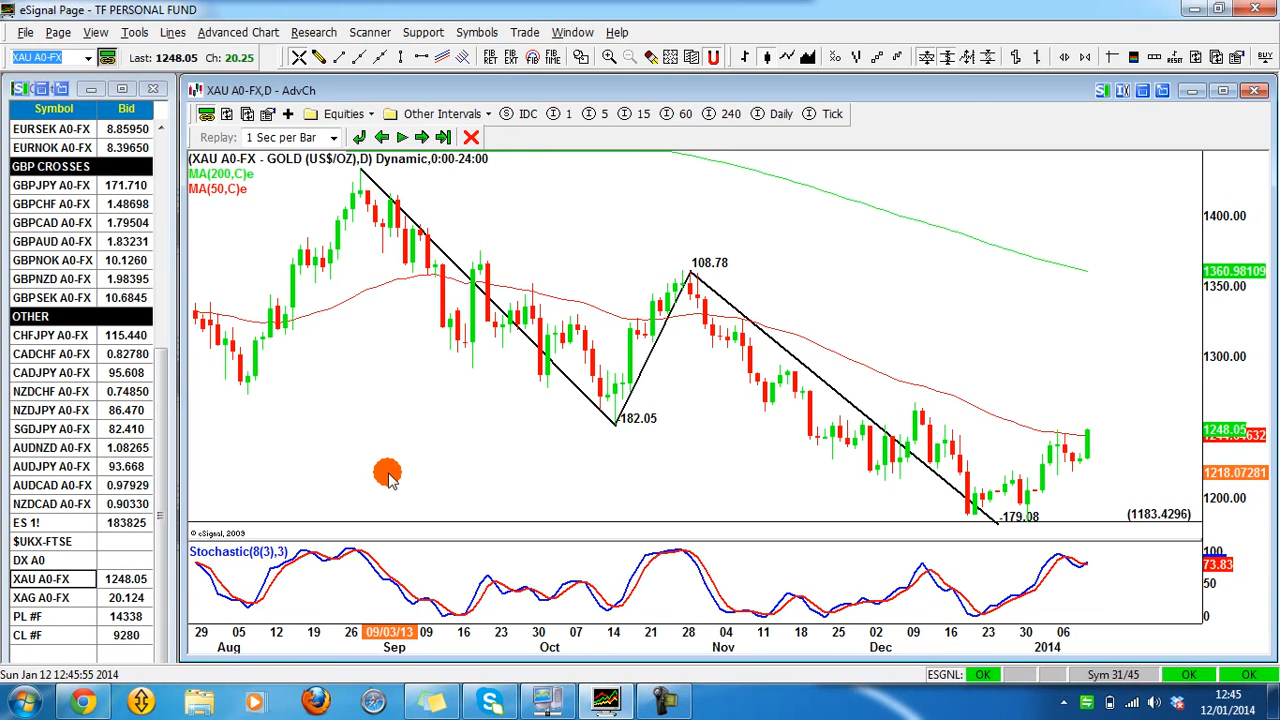 eSignal Page - TF PERSONAL FUND
File Page View Tools Lines Advanced Chart Research Scanner Support Symbols Trade Window Help
XAU A0-FX Last: 1248.05 Ch: 20.25 FIB EXT FIB RET FIB TIME RESET BUY
XAU A0-FX,D - AdvCh
Equities Other Intervals IDC 1 5 15 60 240 Daily Tick
Replay: 1 Sec per Bar
(XAU A0-FX - GOLD (US$/OZ),D) Dynamic,0:00-24:00
MA(200,C)e
MA(50,C)e
Symbol Bid
EURSEK A0-FX 8.85950
EURNOK A0-FX 8.39650
GBP CROSSES
GBPJPY A0-FX 171.710
GBPCHF A0-FX 1.48698
GBPCAD A0-FX 1.79504
GBPAUD A0-FX 1.83231
GBPNOK A0-FX 10.1260
GBPNZD A0-FX 1.98395
GBPSEK A0-FX 10.6845
OTHER
CHFJPY A0-FX 115.440
CADCHF A0-FX 0.82780
CADJPY A0-FX 95.608
NZDCHF A0-FX 0.74850
NZDJPY A0-FX 86.470
SGDJPY A0-FX 82.410
AUDNZD A0-FX 1.08265
AUDJPY A0-FX 93.668
AUDCAD A0-FX 0.97929
NZDCAD A0-FX 0.90330
ES 1! 183825
$UKX-FTSE
DX A0
XAU A0-FX 1248.05
XAG A0-FX 20.124
PL #F 14338
CL #F 9280
108.78
-182.05
-179.08
(1183.4296)
1400.00
1360.98109
1350.00
1300.00
1248.05
1218.07281
1200.00
© eSignal, 2009
Stochastic(8(3),3)
100
73.83
50
0
29 05 12 19 26 09/03/13 09 16 23 30 07 14 21 28 04 11 18 25 02 09 16 23 30 06
Aug Sep Oct Nov Dec 2014
Sun Jan 12 12:45:55 2014 ESGNL: OK Sym 31/45 OK OK
12:45
12/01/2014